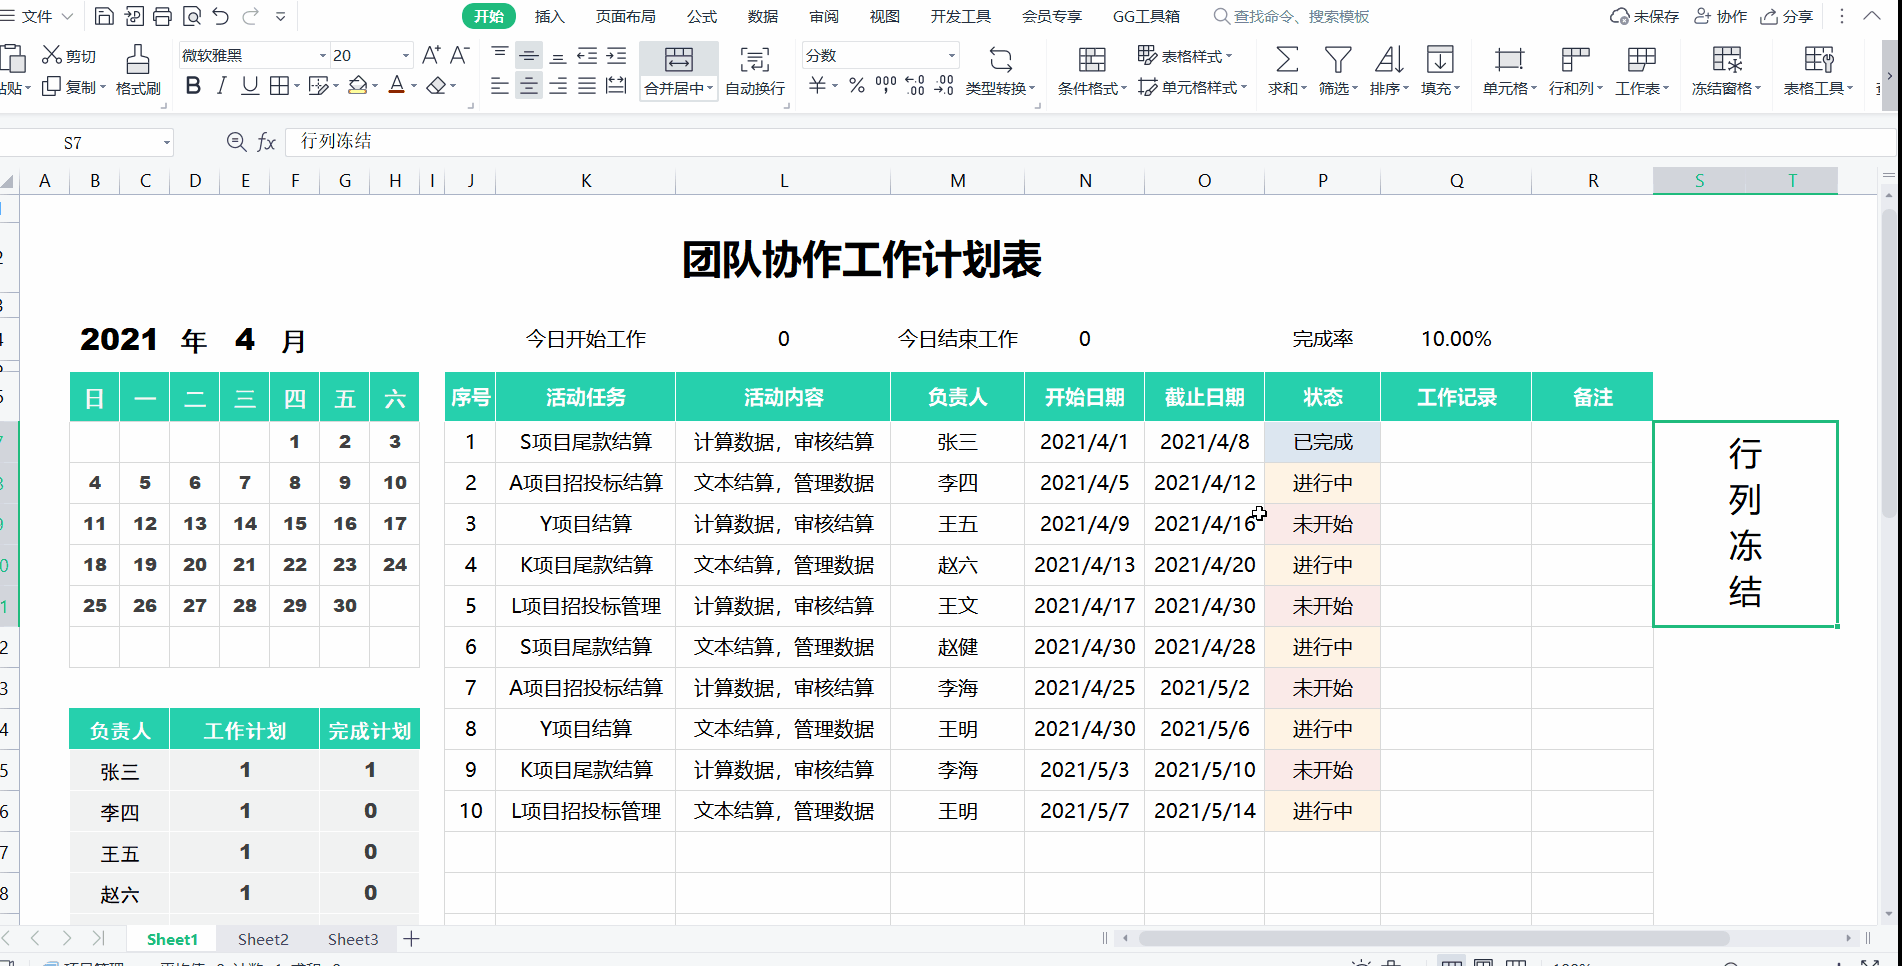 文件 开始 插入 页面布局 公式 数据 审阅 视图 开发工具 会员专享 GG工具箱 查找命令、搜索模板 未保存 协作 分享
剪切 微软雅黑 20 分数 表格样式
粘贴 复制 格式刷 合并居中 自动换行 类型转换 条件格式 单元格样式 求和 筛选 排序 填充 单元格 行和列 工作表 冻结窗格 表格工具
S7 fx 行列冻结
A B C D E F G H I J K L M N O P Q R S T
团队协作工作计划表
2021 年 4 月 今日开始工作 0 今日结束工作 0 完成率 10.00%
日 一 二 三 四 五 六 序号 活动任务 活动内容 负责人 开始日期 截止日期 状态 工作记录 备注
1 2 3 1 S项目尾款结算 计算数据，审核结算 张三 2021/4/1 2021/4/8 已完成
4 5 6 7 8 9 10 2 A项目招投标结算 文本结算，管理数据 李四 2021/4/5 2021/4/12 进行中
11 12 13 14 15 16 17 3 Y项目结算 计算数据，审核结算 王五 2021/4/9 2021/4/16 未开始
18 19 20 21 22 23 24 4 K项目尾款结算 文本结算，管理数据 赵六 2021/4/13 2021/4/20 进行中
25 26 27 28 29 30 5 L项目招投标管理 计算数据，审核结算 王文 2021/4/17 2021/4/30 未开始
6 S项目尾款结算 文本结算，管理数据 赵健 2021/4/30 2021/4/28 进行中
7 A项目招投标结算 计算数据，审核结算 李海 2021/4/25 2021/5/2 未开始
负责人 工作计划 完成计划 8 Y项目结算 文本结算，管理数据 王明 2021/4/30 2021/5/6 进行中
张三 1 1 9 K项目尾款结算 计算数据，审核结算 李海 2021/5/3 2021/5/10 未开始
李四 1 0 10 L项目招投标管理 文本结算，管理数据 王明 2021/5/7 2021/5/14 进行中
王五 1 0
赵六 1 0
行
列
冻
结
Sheet1 Sheet2 Sheet3